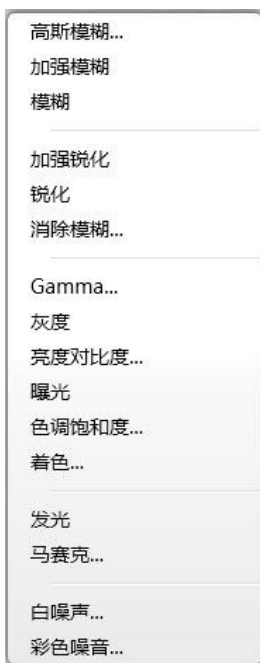 高斯模糊...
加强模糊
模糊
加强锐化
锐化
消除模糊...
Gamma...
灰度
亮度对比度...
曝光
色调饱和度...
着色...
发光
马赛克...
白噪声...
彩色噪音...